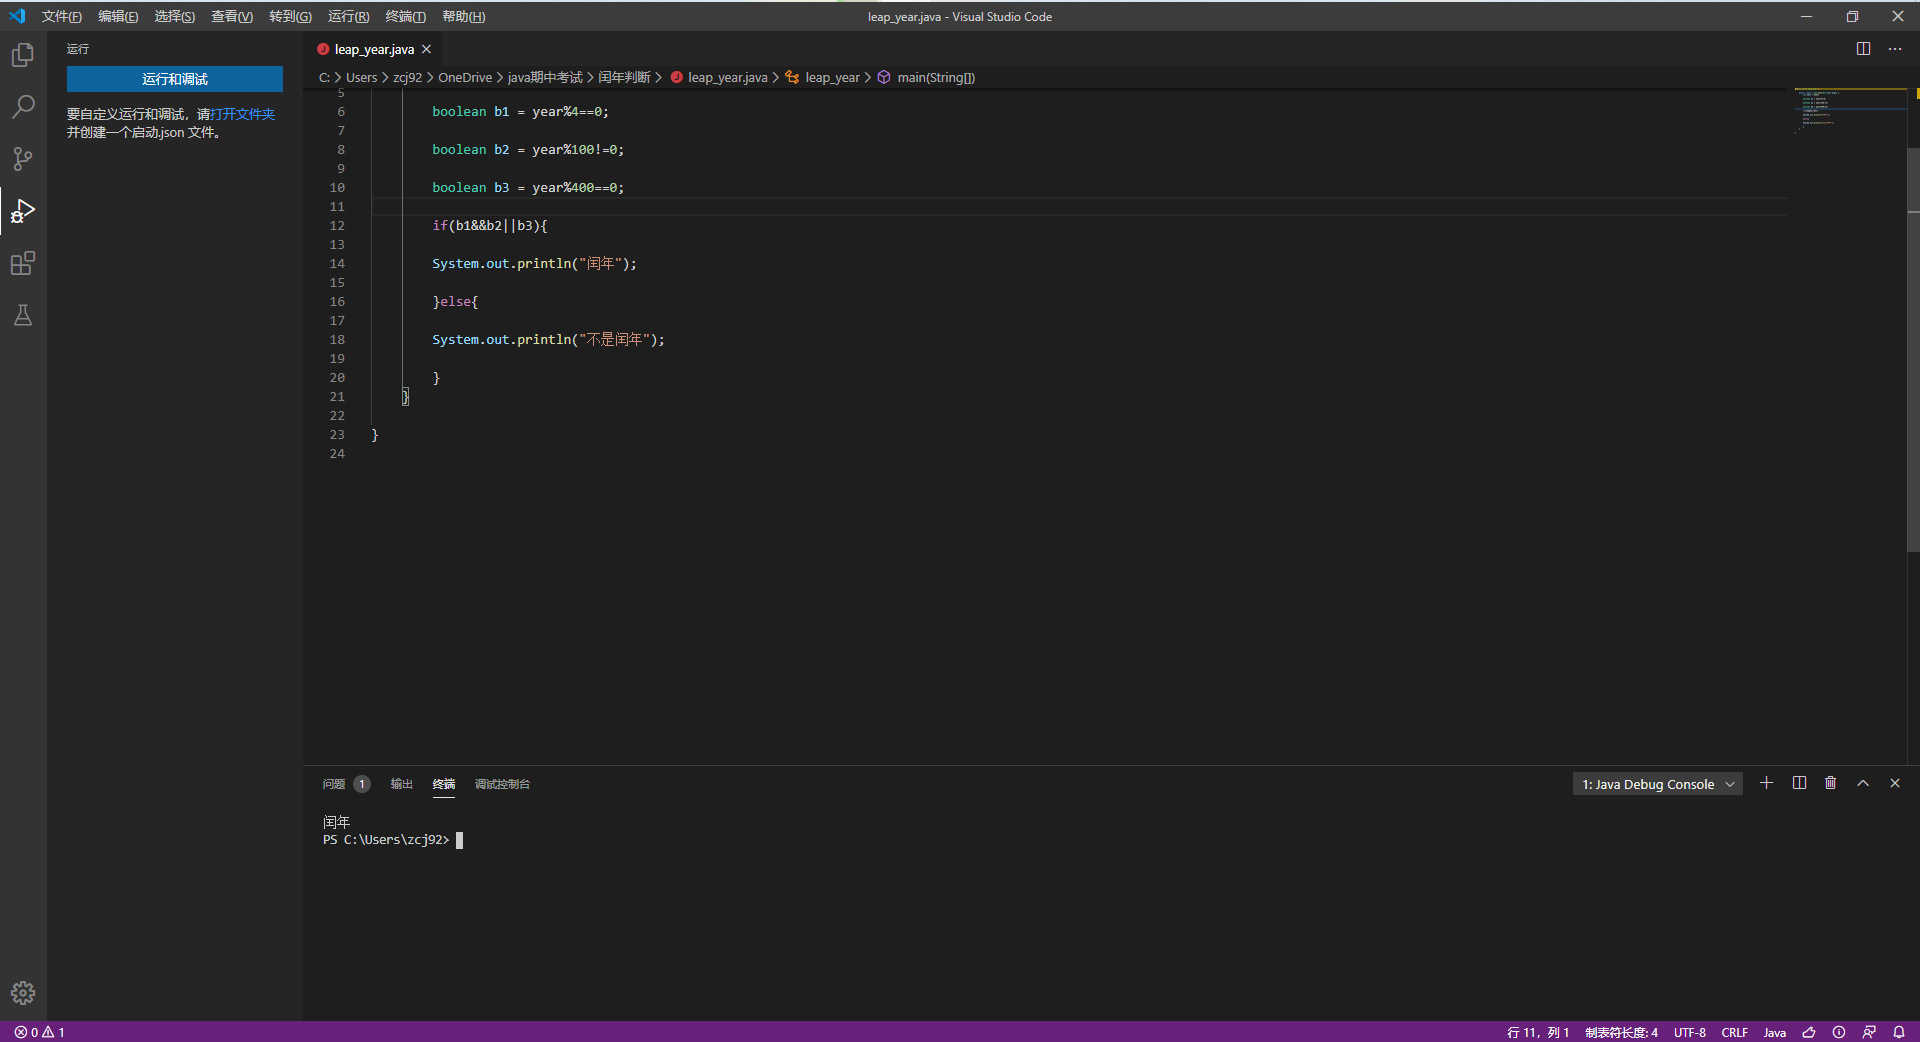 文件(F) 编辑(E) 选择(S) 查看(V) 转到(G) 运行(R) 终端(T) 帮助(H)
leap_year.java - Visual Studio Code
运行
运行和调试
要自定义运行和调试，请打开文件夹
并创建一个启动.json 文件。
leap_year.java
C: > Users > zcj92 > OneDrive > java期中考试 > 闰年判断 > leap_year.java > leap_year > main(String[])
5
6 boolean b1 = year%4==0;
7
8 boolean b2 = year%100!=0;
9
10 boolean b3 = year%400==0;
11
12 if(b1&&b2||b3){
13
14 System.out.println("闰年");
15
16 }else{
17
18 System.out.println("不是闰年");
19
20 }
21 }
22
23 }
24
问题 1 输出 终端 调试控制台
1: Java Debug Console
闰年
PS C:\Users\zcj92>
0 1
行 11，列 1 制表符长度: 4 UTF-8 CRLF Java